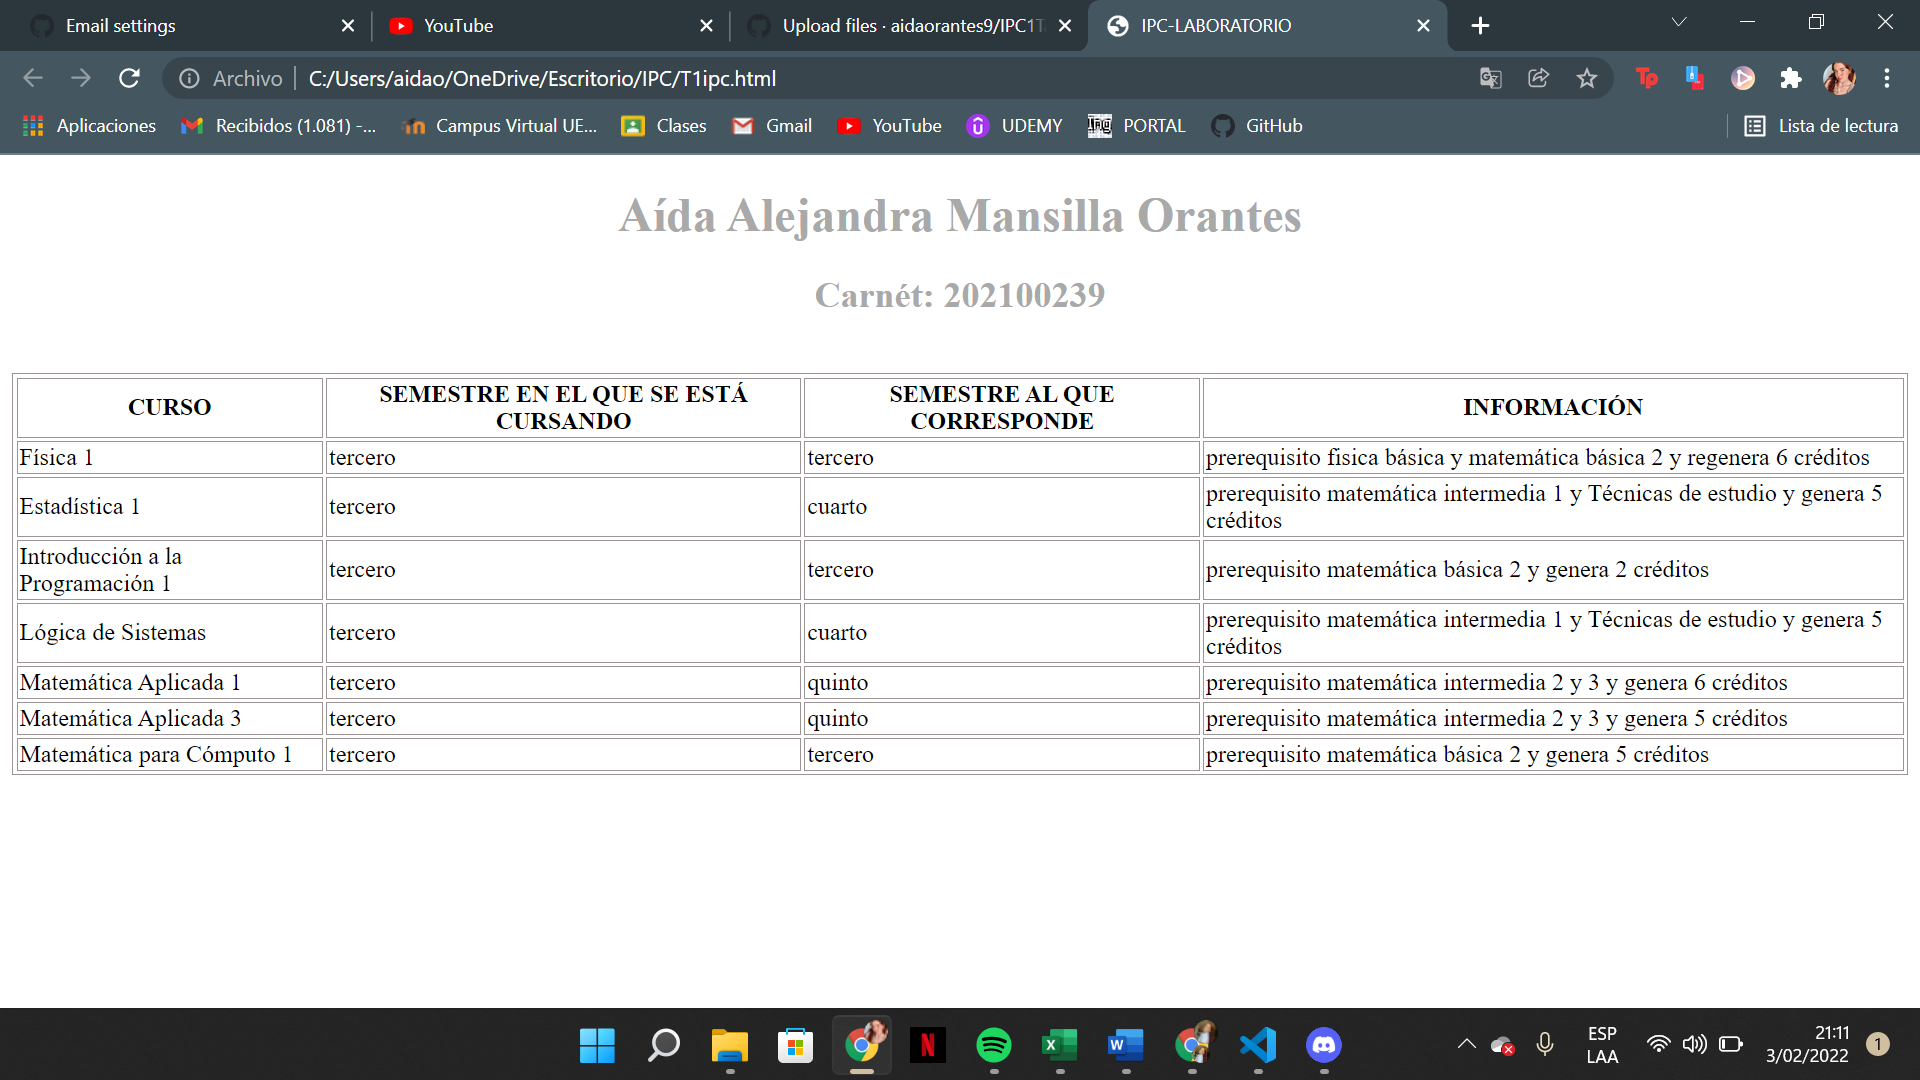 Email settings
YouTube
Upload files · aidaorantes9/IPC1T
IPC-LABORATORIO
Archivo
C:/Users/aidao/OneDrive/Escritorio/IPC/T1ipc.html
Aplicaciones
Recibidos (1.081) -...
Campus Virtual UE...
Clases
Gmail
YouTube
UDEMY
PORTAL
GitHub
Lista de lectura
Aída Alejandra Mansilla Orantes
Carnét: 202100239
CURSO
SEMESTRE EN EL QUE SE ESTÁ
CURSANDO
SEMESTRE AL QUE
CORRESPONDE
INFORMACIÓN
Física 1
tercero
tercero
prerequisito fisica básica y matemática básica 2 y regenera 6 créditos
Estadística 1
tercero
cuarto
prerequisito matemática intermedia 1 y Técnicas de estudio y genera 5
créditos
Introducción a la
Programación 1
tercero
tercero
prerequisito matemática básica 2 y genera 2 créditos
Lógica de Sistemas
tercero
cuarto
prerequisito matemática intermedia 1 y Técnicas de estudio y genera 5
créditos
Matemática Aplicada 1
tercero
quinto
prerequisito matemática intermedia 2 y 3 y genera 6 créditos
Matemática Aplicada 3
tercero
quinto
prerequisito matemática intermedia 2 y 3 y genera 5 créditos
Matemática para Cómputo 1
tercero
tercero
prerequisito matemática básica 2 y genera 5 créditos
ESP
LAA
21:11
3/02/2022
1